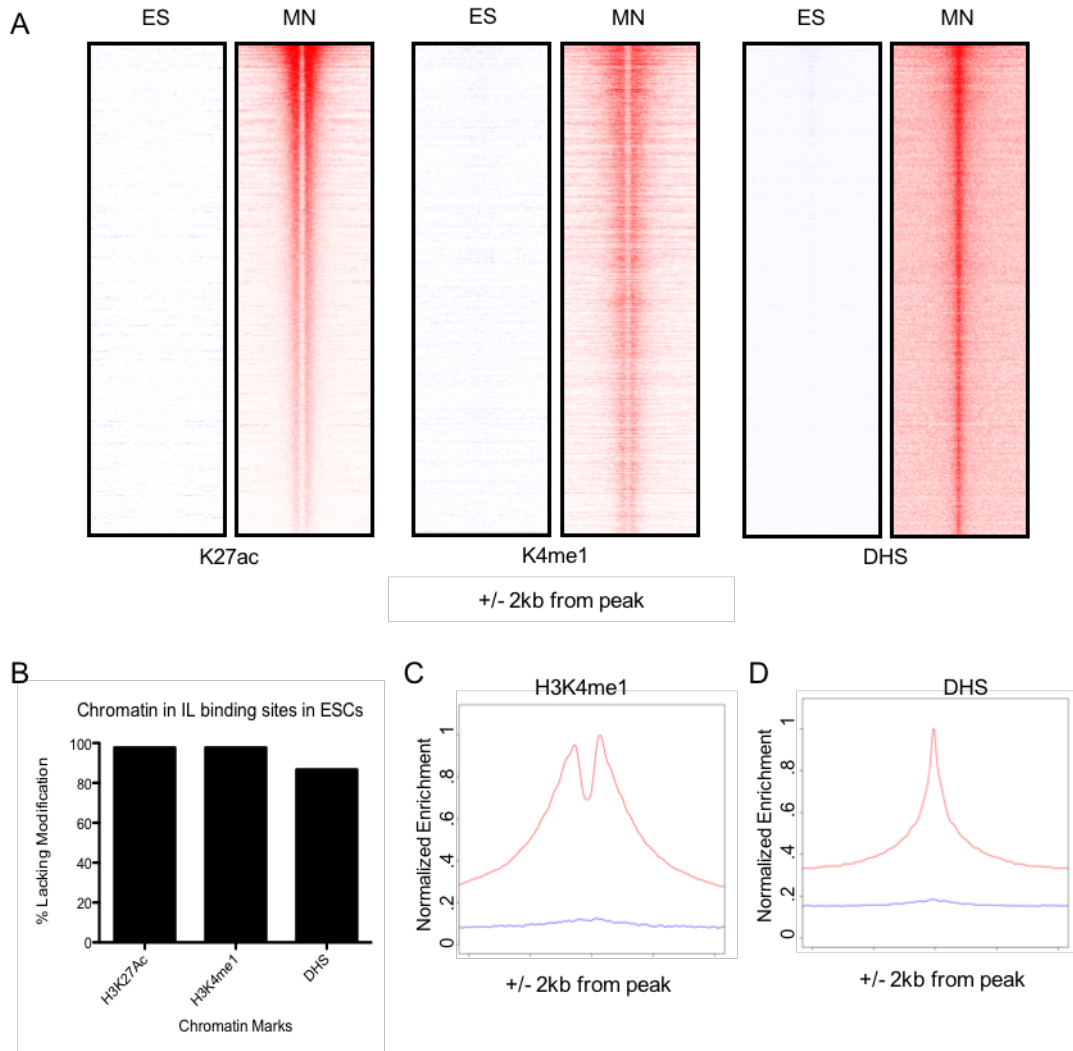 A
ES MN ES MN ES MN
K27ac K4me1 DHS
+/- 2kb from peak
B
Chromatin in IL binding sites in ESCs
% Lacking Modification
100
80
60
40
20
0
H3K27Ac H3K4me1 DHS
Chromatin Marks
C
H3K4me1
Normalized Enrichment
1
.8
.6
.4
.2
0
+/- 2kb from peak
D
DHS
Normalized Enrichment
1
.8
.6
.4
.2
0
+/- 2kb from peak